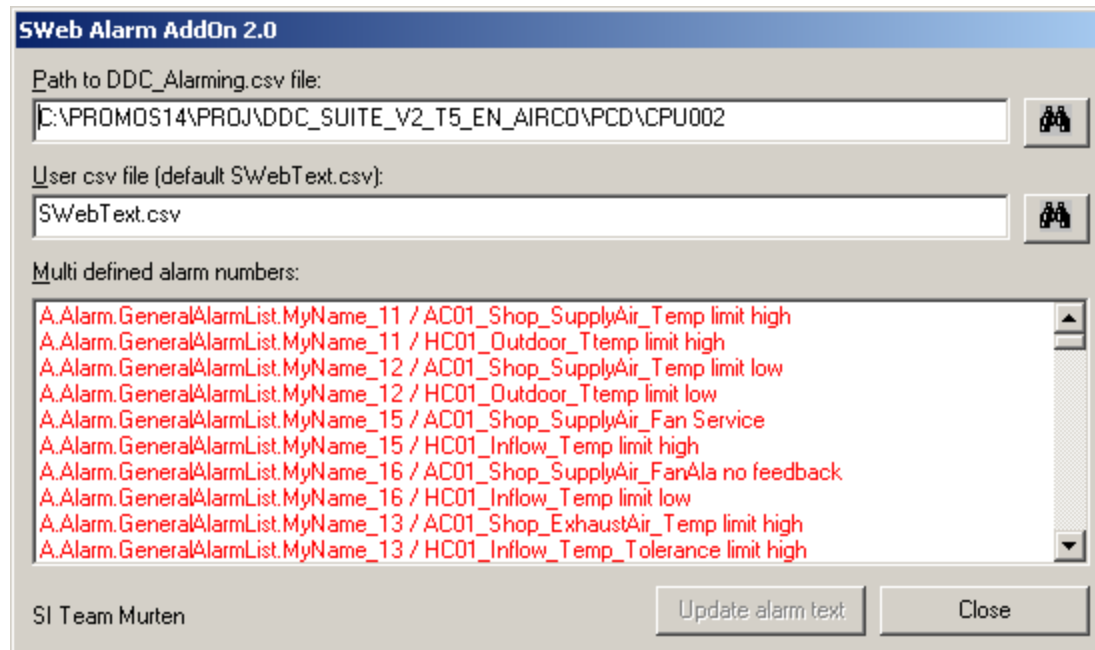 SWeb Alarm AddOn 2.0
Path to DDC_Alarming.csv file:
C:\PROMOS14\PROJ\DDC_SUITE_V2_T5_EN_AIRCO\PCD\CPU002
User csv file (default SWebText.csv):
SWebText.csv
Multi defined alarm numbers:
A.Alarm.GeneralAlarmList.MyName_11 / AC01_Shop_SupplyAir_Temp limit high
A.Alarm.GeneralAlarmList.MyName_11 / HC01_Outdoor_Ttemp limit high
A.Alarm.GeneralAlarmList.MyName_12 / AC01_Shop_SupplyAir_Temp limit low
A.Alarm.GeneralAlarmList.MyName_12 / HC01_Outdoor_Ttemp limit low
A.Alarm.GeneralAlarmList.MyName_15 / AC01_Shop_SupplyAir_Fan Service
A.Alarm.GeneralAlarmList.MyName_15 / HC01_Inflow_Temp limit high
A.Alarm.GeneralAlarmList.MyName_16 / AC01_Shop_SupplyAir_FanAla no feedback
A.Alarm.GeneralAlarmList.MyName_16 / HC01_Inflow_Temp limit low
A.Alarm.GeneralAlarmList.MyName_13 / AC01_Shop_ExhaustAir_Temp limit high
A.Alarm.GeneralAlarmList.MyName_13 / HC01_Inflow_Temp_Tolerance limit high
SI Team Murten
Update alarm text
Close